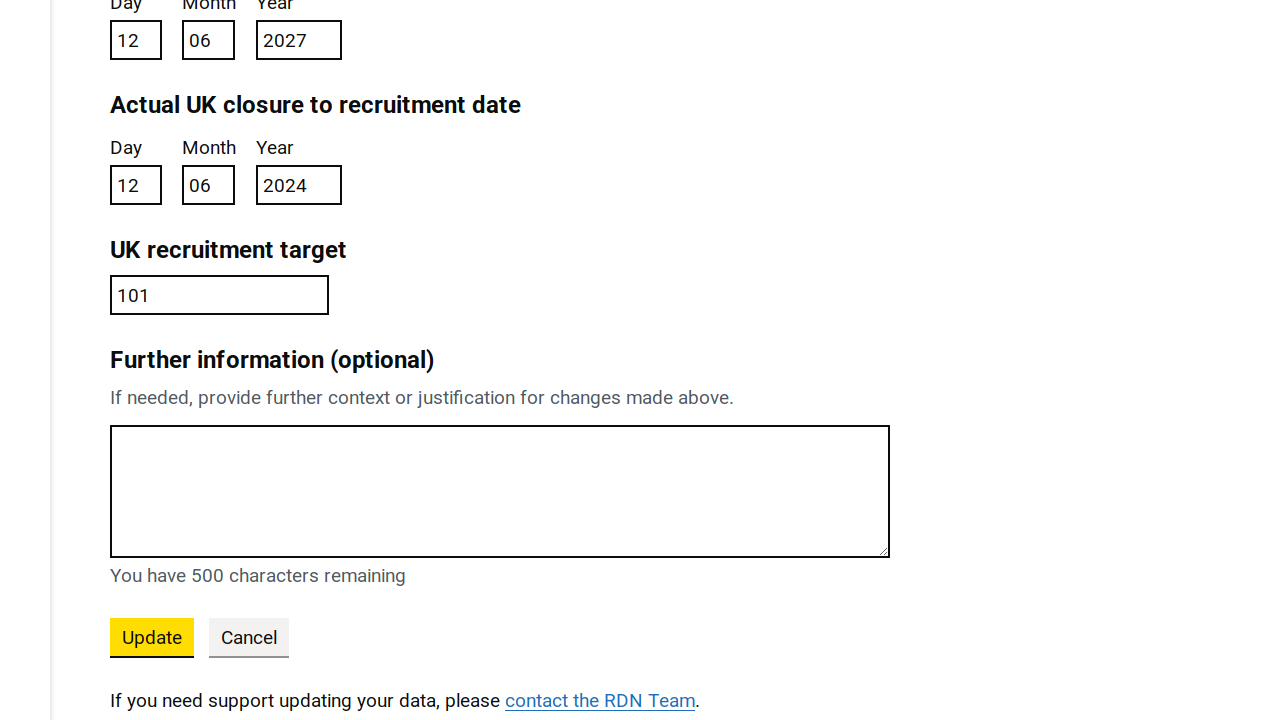 Day Month Year
12 06 2027
Actual UK closure to recruitment date
Day Month Year
12 06 2024
UK recruitment target
101
Further information (optional)
If needed, provide further context or justification for changes made above.
You have 500 characters remaining
Update Cancel
If you need support updating your data, please contact the RDN Team.